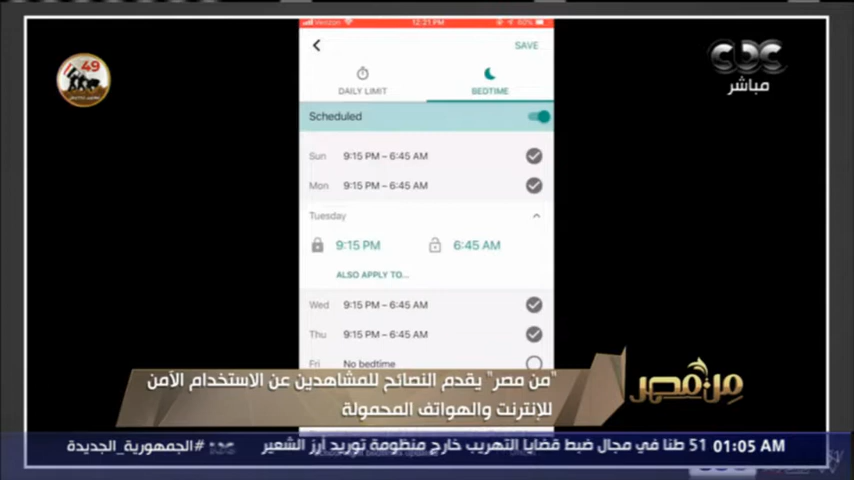 Verizon 12:21 PM 60%
SAVE
DAILY LIMIT BEDTIME
Scheduled
Sun 9:15 PM – 6:45 AM
Mon 9:15 PM – 6:45 AM
Tuesday
9:15 PM 6:45 AM
ALSO APPLY TO...
Wed 9:15 PM – 6:45 AM
Thu 9:15 PM – 6:45 AM
Fri No bedtime
49
cbc
مباشر
"من مصر" يقدم النصائح للمشاهدين عن الاستخدام الآمن
للإنترنت والهواتف المحمولة
من مصر
01:05 AM 51 طنا في مجال ضبط قضايا التهريب خارج منظومة توريد أرز الشعير cbc #الجمهورية_الجديدة